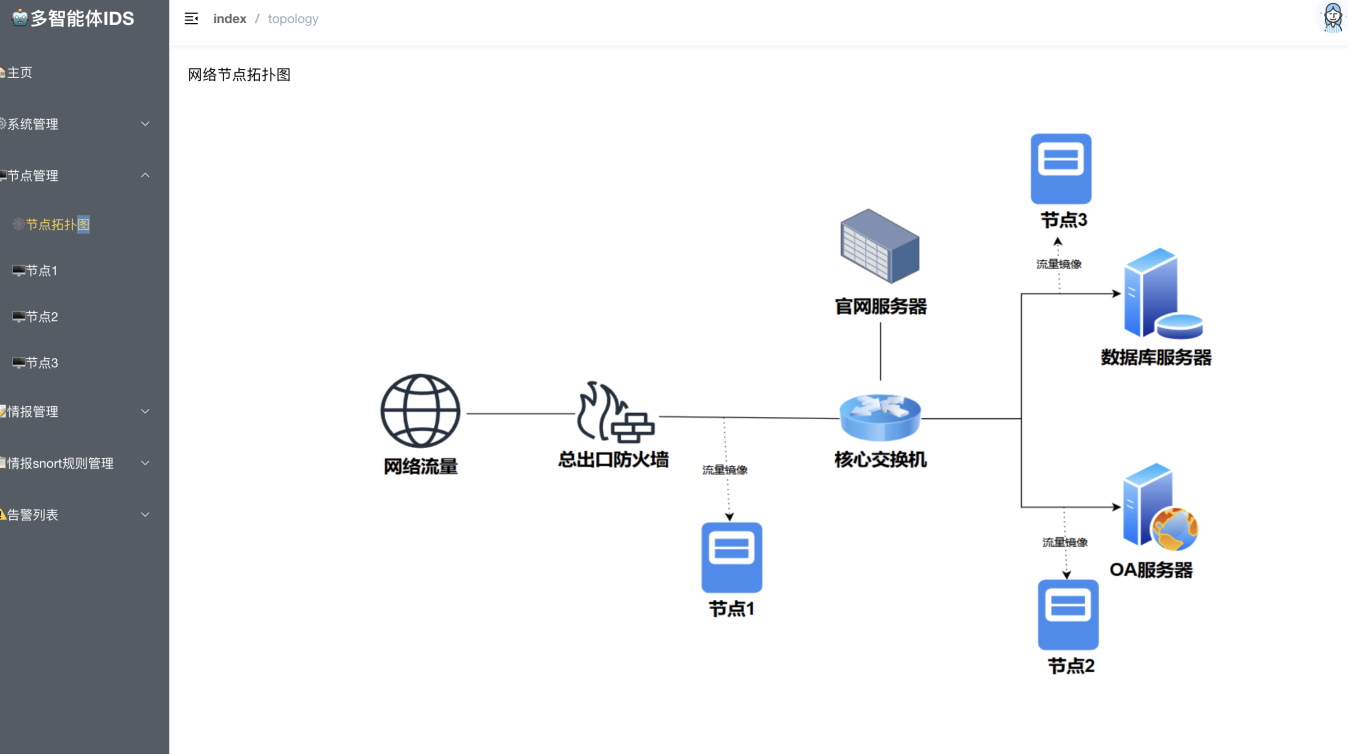 多智能体IDS
index / topology
主页
系统管理
节点管理
节点拓扑图
节点1
节点2
节点3
情报管理
情报snort规则管理
告警列表
网络节点拓扑图
节点3
流量镜像
官网服务器
数据库服务器
网络流量
总出口防火墙
核心交换机
流量镜像
节点1
流量镜像
OA服务器
节点2